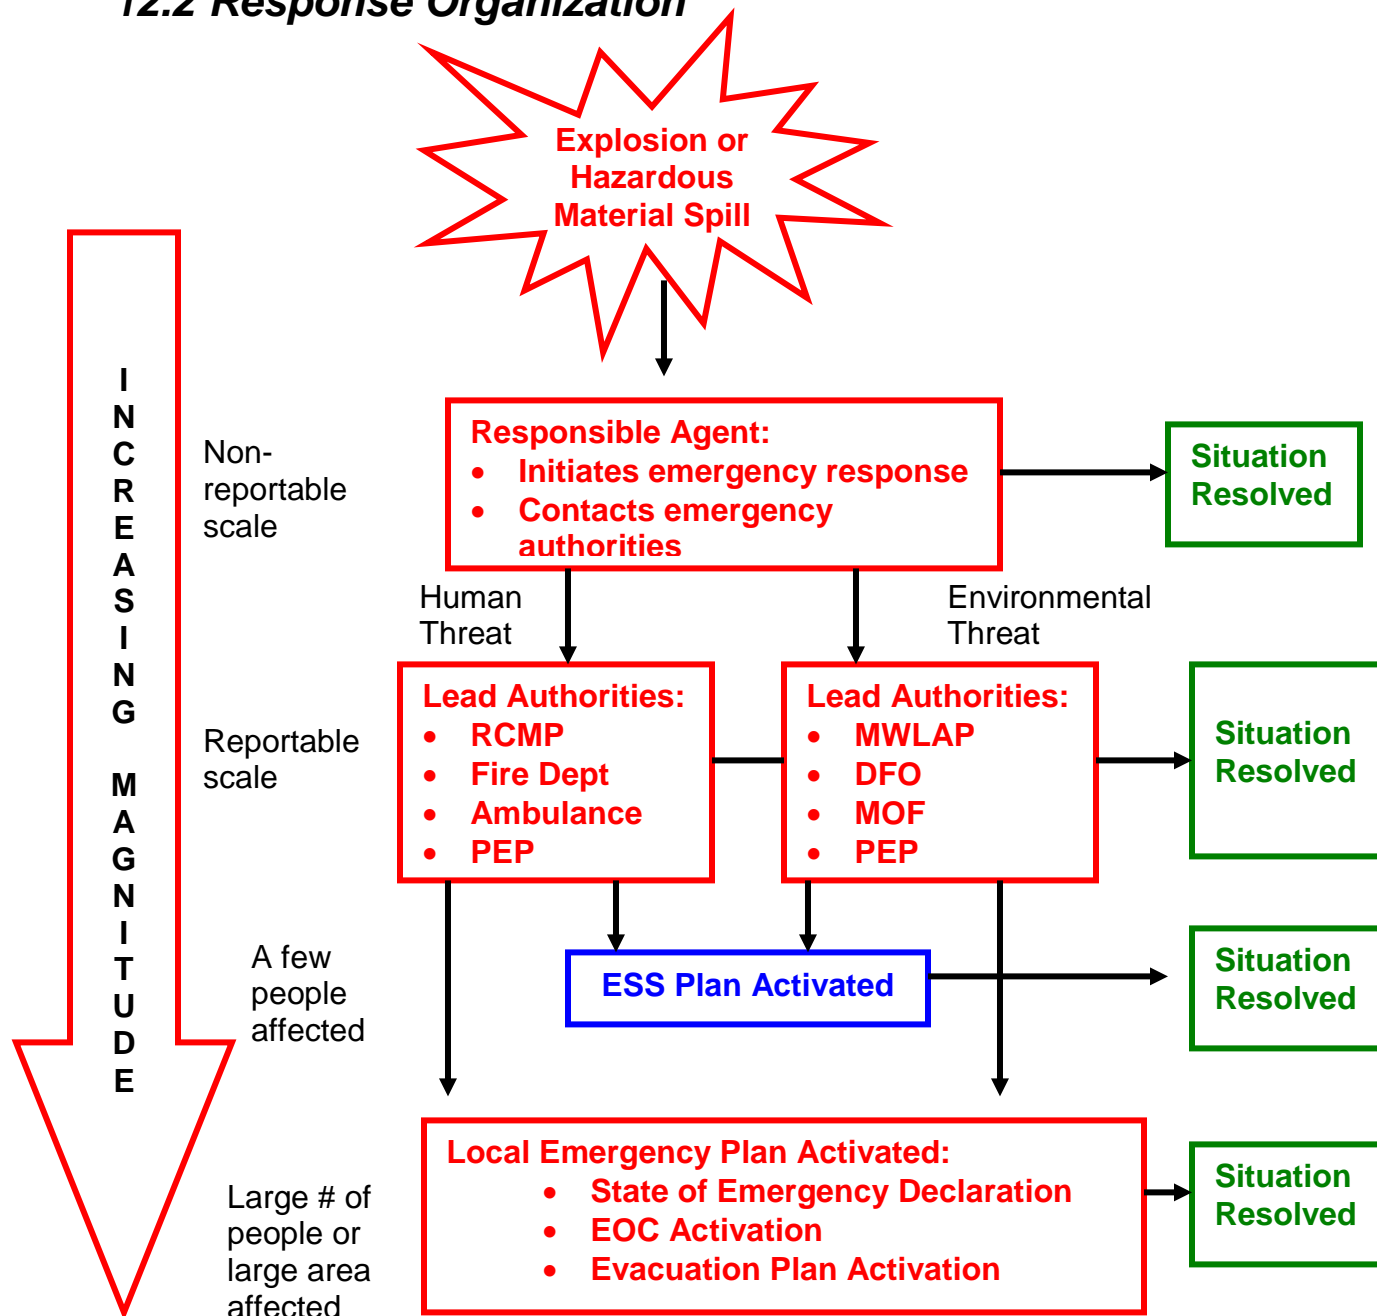 12.2 Response Organization
Explosion or
Hazardous
Material Spill
INCREASING MAGNITUDE
Non-
reportable
scale
Responsible Agent:
• Initiates emergency response
• Contacts emergency
authorities
Situation
Resolved
Human
Threat
Environmental
Threat
Reportable
scale
Lead Authorities:
• RCMP
• Fire Dept
• Ambulance
• PEP
Lead Authorities:
• MWLAP
• DFO
• MOF
• PEP
Situation
Resolved
A few
people
affected
ESS Plan Activated
Situation
Resolved
Large # of
people or
large area
affected
Local Emergency Plan Activated:
• State of Emergency Declaration
• EOC Activation
• Evacuation Plan Activation
Situation
Resolved